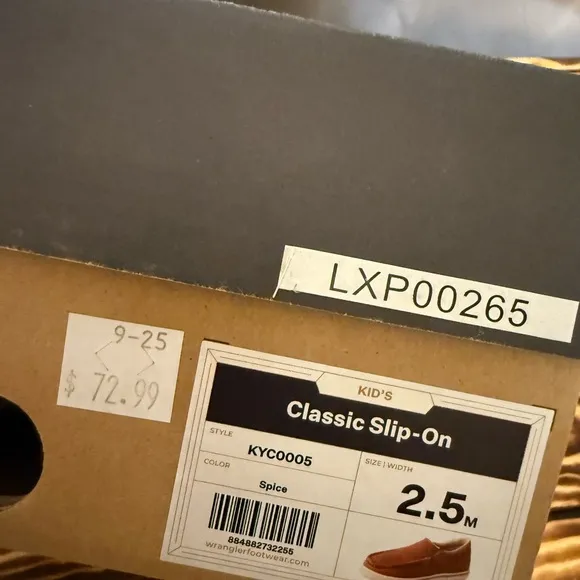 LXP00265
9-25
$ 72.99
KID'S
Classic Slip-On
STYLE
KYC0005
COLOR
Spice
884882732255
wranglerfootwear.com
SIZE | WIDTH
2.5M